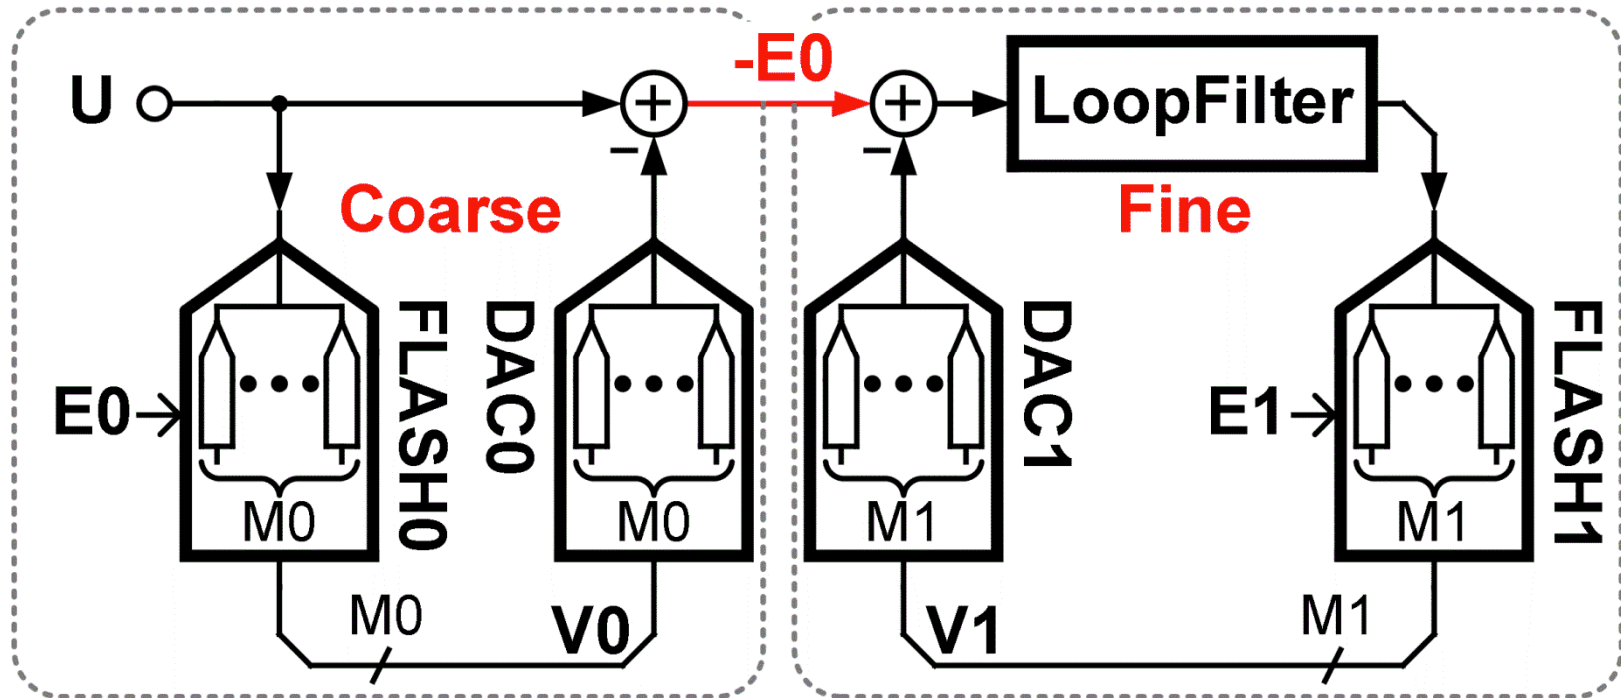 -E0
U
+
+
LoopFilter
−
−
Coarse
Fine
FLASH0
DAC0
DAC1
FLASH1
E0
E1
M0
M0
M1
M1
M0
V0
V1
M1